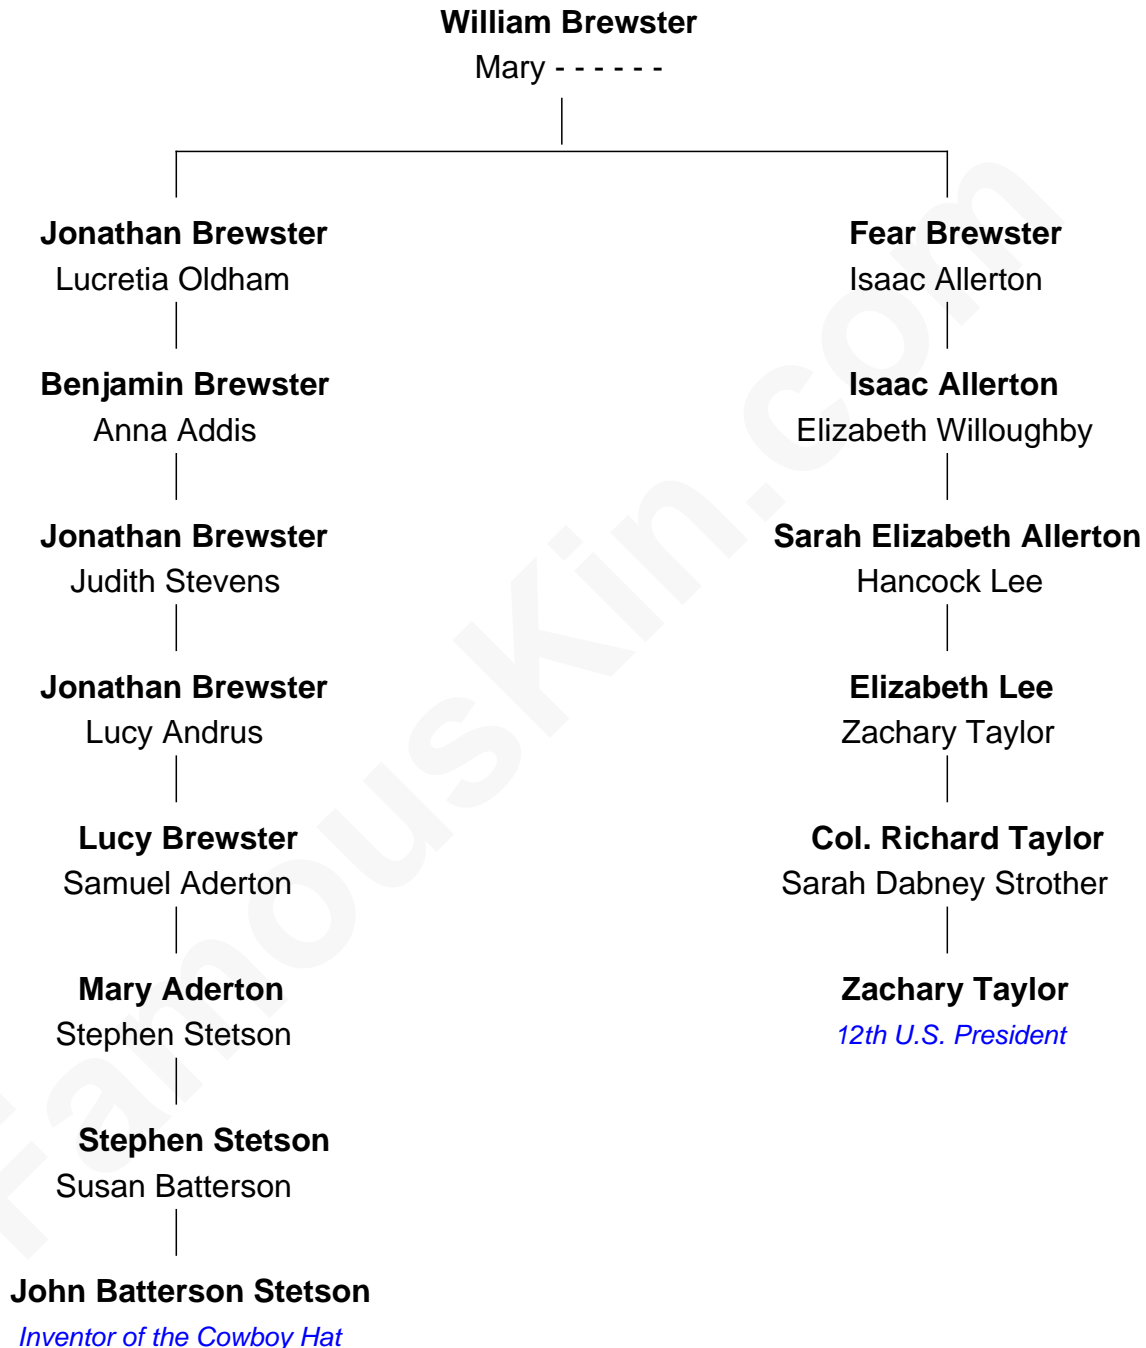 William Brewster
Mary - - - - - -
Jonathan Brewster
Lucretia Oldham
Benjamin Brewster
Anna Addis
Jonathan Brewster
Judith Stevens
Jonathan Brewster
Lucy Andrus
Lucy Brewster
Samuel Aderton
Mary Aderton
Stephen Stetson
Stephen Stetson
Susan Batterson
John Batterson Stetson
Inventor of the Cowboy Hat
Fear Brewster
Isaac Allerton
Isaac Allerton
Elizabeth Willoughby
Sarah Elizabeth Allerton
Hancock Lee
Elizabeth Lee
Zachary Taylor
Col. Richard Taylor
Sarah Dabney Strother
Zachary Taylor
12th U.S. President
FamousKin.com